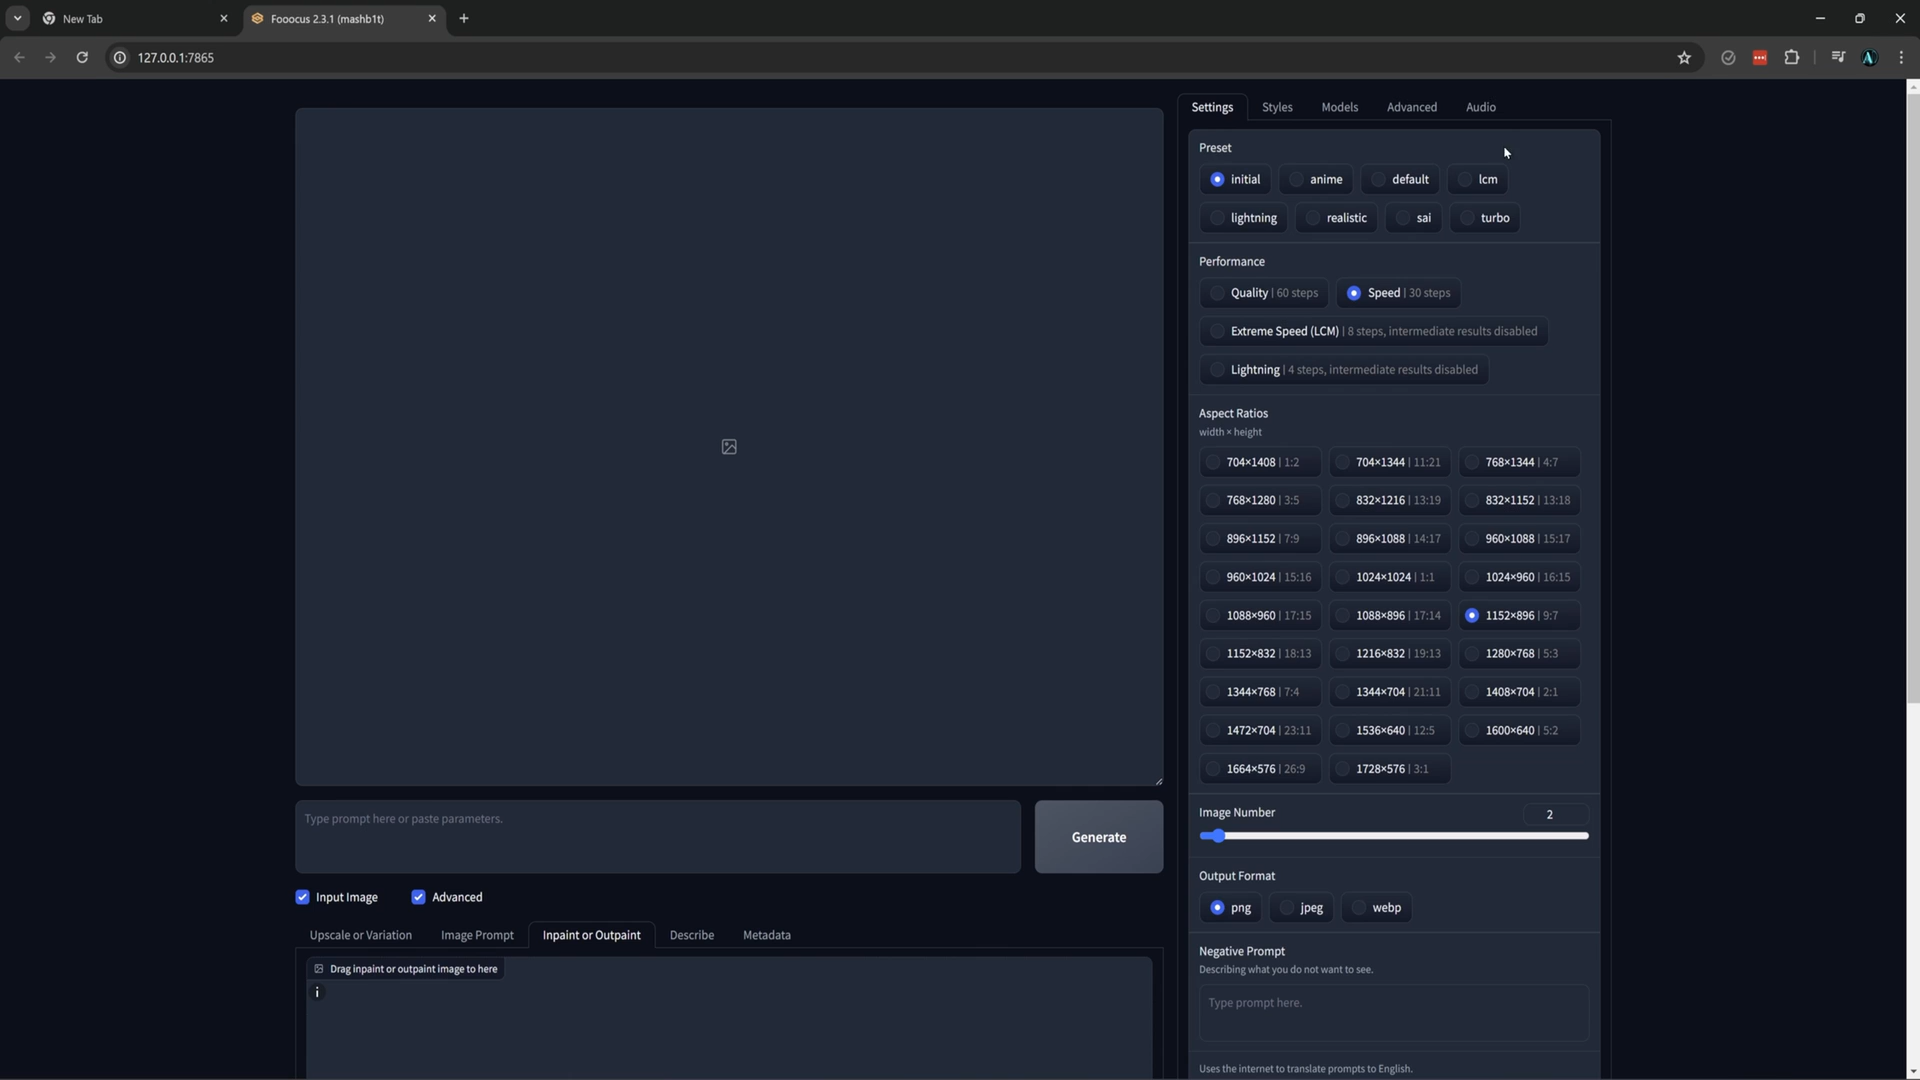 New Tab
Fooocus 2.3.1 (mashb1t)
127.0.0.1:7865
Settings Styles Models Advanced Audio
Preset
initial anime default lcm
lightning realistic sai turbo
Performance
Quality | 60 steps Speed | 30 steps
Extreme Speed (LCM) | 8 steps, intermediate results disabled
Lightning | 4 steps, intermediate results disabled
Aspect Ratios
width × height
704×1408 | 1:2 704×1344 | 11:21 768×1344 | 4:7
768×1280 | 3:5 832×1216 | 13:19 832×1152 | 13:18
896×1152 | 7:9 896×1088 | 14:17 960×1088 | 15:17
960×1024 | 15:16 1024×1024 | 1:1 1024×960 | 16:15
1088×960 | 17:15 1088×896 | 17:14 1152×896 | 9:7
1152×832 | 18:13 1216×832 | 19:13 1280×768 | 5:3
1344×768 | 7:4 1344×704 | 21:11 1408×704 | 2:1
1472×704 | 23:11 1536×640 | 12:5 1600×640 | 5:2
1664×576 | 26:9 1728×576 | 3:1
Image Number 2
Output Format
png jpeg webp
Negative Prompt
Describing what you do not want to see.
Type prompt here.
Uses the internet to translate prompts to English.
Type prompt here or paste parameters.
Generate
Input Image Advanced
Upscale or Variation Image Prompt Inpaint or Outpaint Describe Metadata
Drag inpaint or outpaint image to here
i